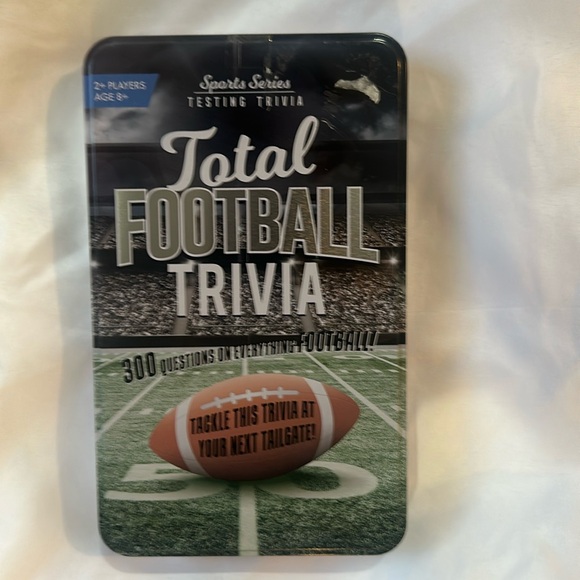 2+ PLAYERS
AGE 8+
Sports Series
TESTING TRIVIA
Total
FOOTBALL
TRIVIA
300 QUESTIONS ON EVERYTHING FOOTBALL!
TACKLE THIS TRIVIA AT
YOUR NEXT TAILGATE!
50